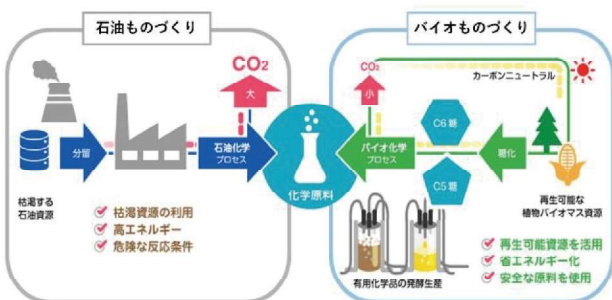 石油ものづくり
CO2
大
分留
石油化学
プロセス
枯渇する
石油資源
枯渇資源の利用
高エネルギー
危険な反応条件
化学原料
バイオものづくり
CO2
小
カーボンニュートラル
バイオ化学
プロセス
C6糖
C5糖
糖化
再生可能な
植物バイオマス資源
有用化学品の発酵生産
再生可能資源を活用
省エネルギー化
安全な原料を使用